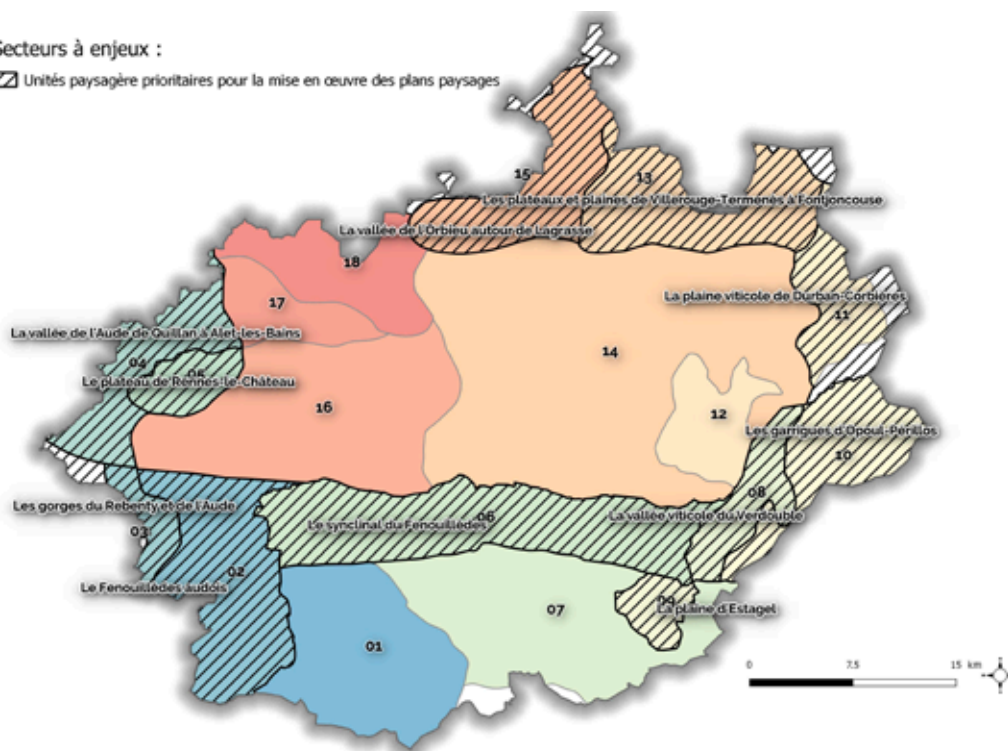 Secteurs à enjeux :
Unités paysagère prioritaires pour la mise en œuvre des plans paysages
15
13
Les plateaux et plaines de Villerouge-Termenès à Fontjoncouse
La vallée de l'Orbieu autour de Lagrasse
18
17
La plaine viticole de Durban-Corbières
11
La vallée de l'Aude de Quillan à Alet-les-Bains
14
04
05
Le plateau de Rennes-le-Château
16
12
Les garrigues d'Opoul-Périllos
10
08
Les gorges du Rebenty et de l'Aude
Le synclinal du Fenouillèdes
06
La vallée viticole du Verdouble
03
02
Le Fenouillèdes audois
07
09
La plaine d'Estagel
01
0 7.5 15 km